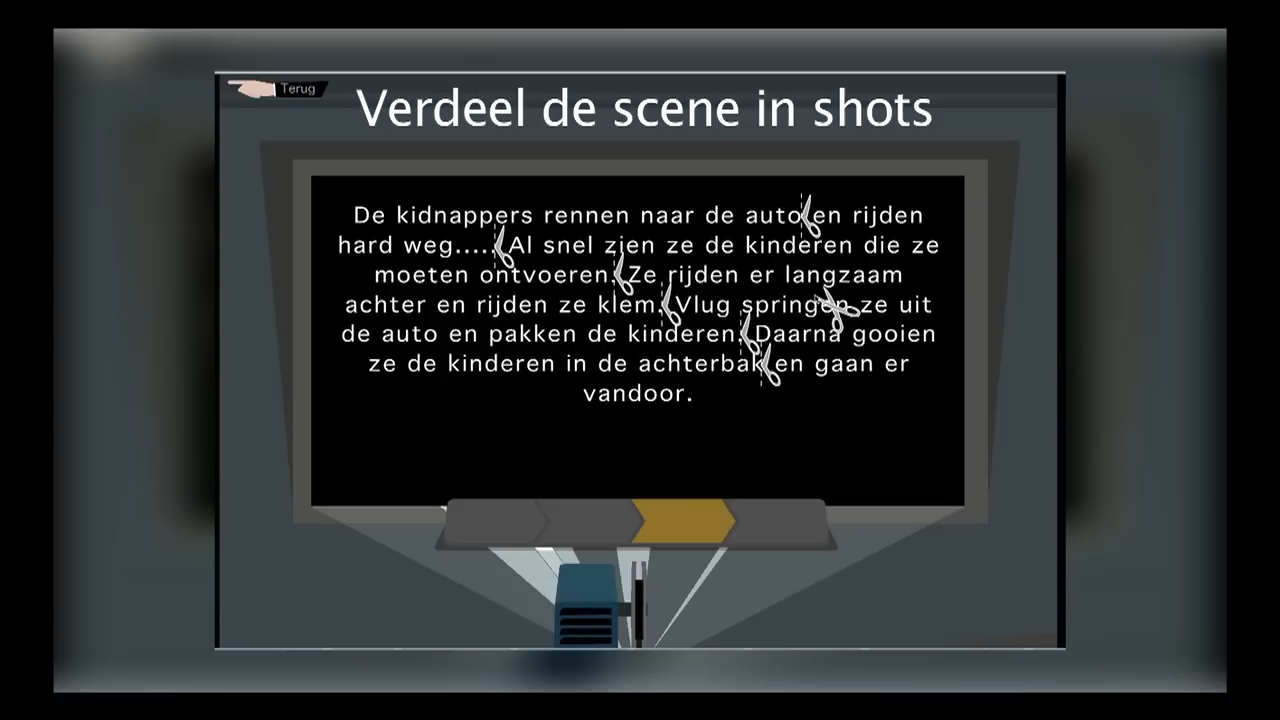 Terug
Verdeel de scene in shots
De kidnappers rennen naar de auto en rijden
hard weg..... Al snel zien ze de kinderen die ze
moeten ontvoeren. Ze rijden er langzaam
achter en rijden ze klem. Vlug springen ze uit
de auto en pakken de kinderen. Daarna gooien
ze de kinderen in de achterbak en gaan er
vandoor.